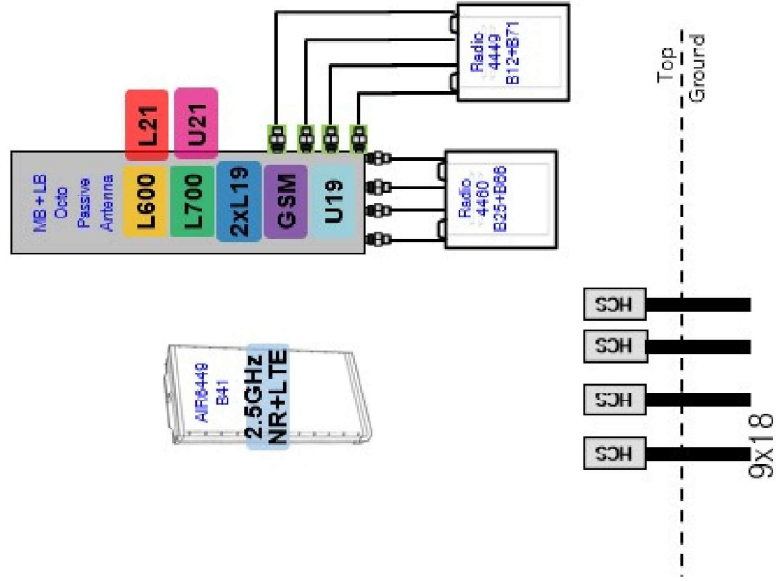 MB + LB
Octo
Passive
Antenna
L600
L21
L700
U21
2xL19
GSM
U19
Radio
4449
B12+B71
Radio
4460
B25+B66
AIR6449
B41
2.5GHz
NR+LTE
Top
Ground
HCS
HCS
HCS
HCS
9x18